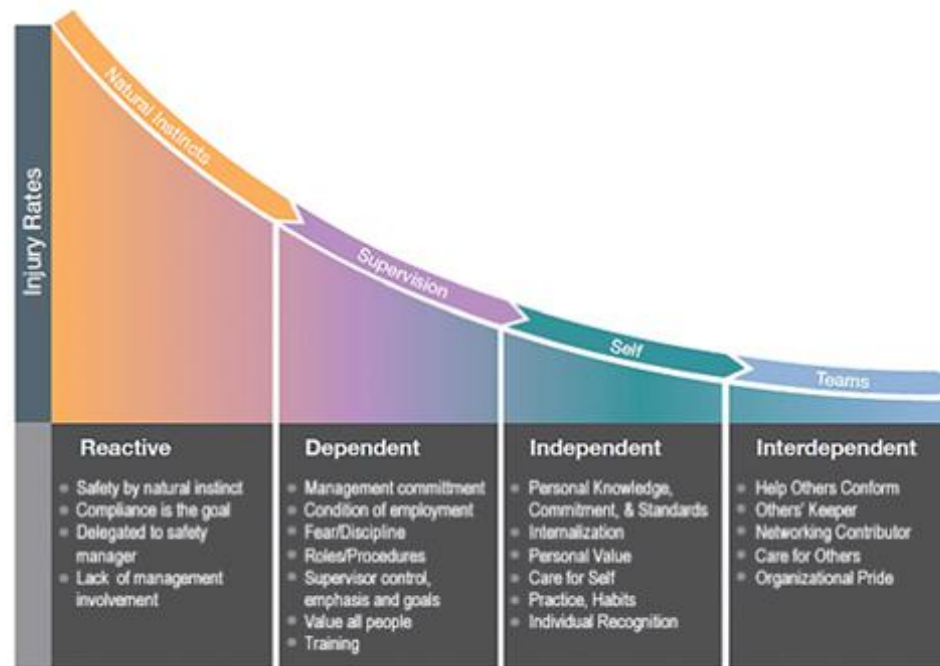 Injury Rates
Natural Instincts
Supervision
Self
Teams
Reactive
Safety by natural instinct
Compliance is the goal
Delegated to safety
manager
Lack of management
involvement
Dependent
Management committment
Condition of employment
Fear/Discipline
Roles/Procedures
Supervisor control,
emphasis and goals
Value all people
Training
Independent
Personal Knowledge,
Commitment, & Standards
Internalization
Personal Value
Care for Self
Practice, Habits
Individual Recognition
Interdependent
Help Others Conform
Others' Keeper
Networking Contributor
Care for Others
Organizational Pride